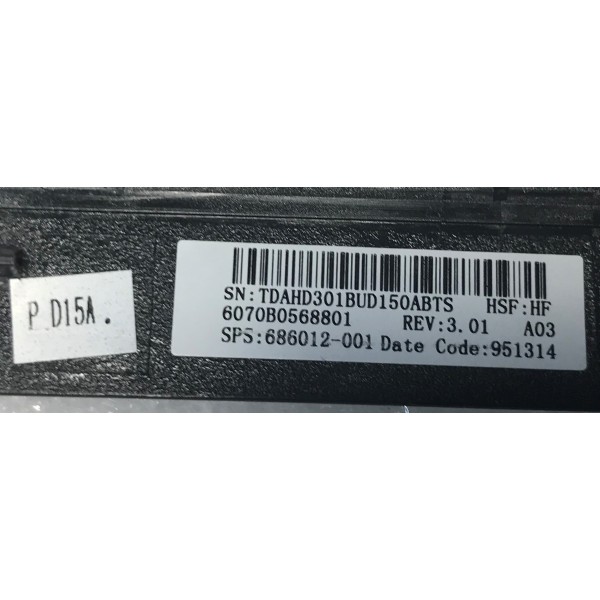 P D15A.
SN:TDAHD301BUD150ABTS HSF:HF
6070B0568801 REV:3.01 A03
SPS:686012-001 Date Code:951314